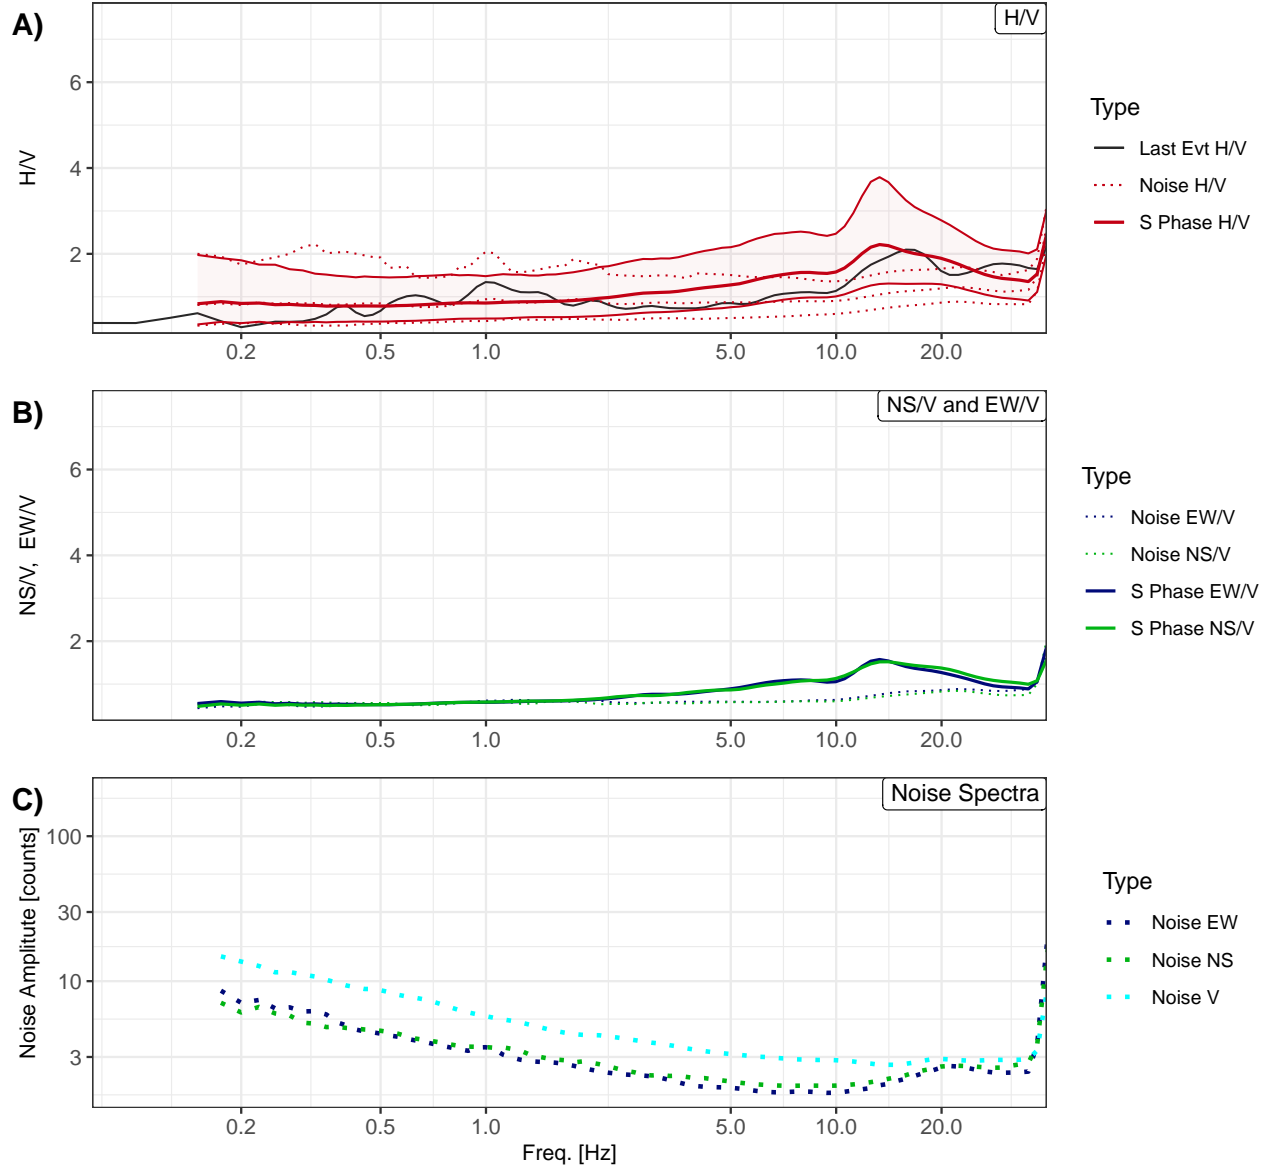 A)
H/V
6
4
2
H/V
0.2 0.5 1.0 5.0 10.0 20.0
Type
Last Evt H/V
Noise H/V
S Phase H/V
B)
NS/V and EW/V
6
4
2
NS/V, EW/V
0.2 0.5 1.0 5.0 10.0 20.0
Type
Noise EW/V
Noise NS/V
S Phase EW/V
S Phase NS/V
C)
Noise Spectra
100
30
10
3
Noise Amplitude [counts]
0.2 0.5 1.0 5.0 10.0 20.0
Freq. [Hz]
Type
Noise EW
Noise NS
Noise V